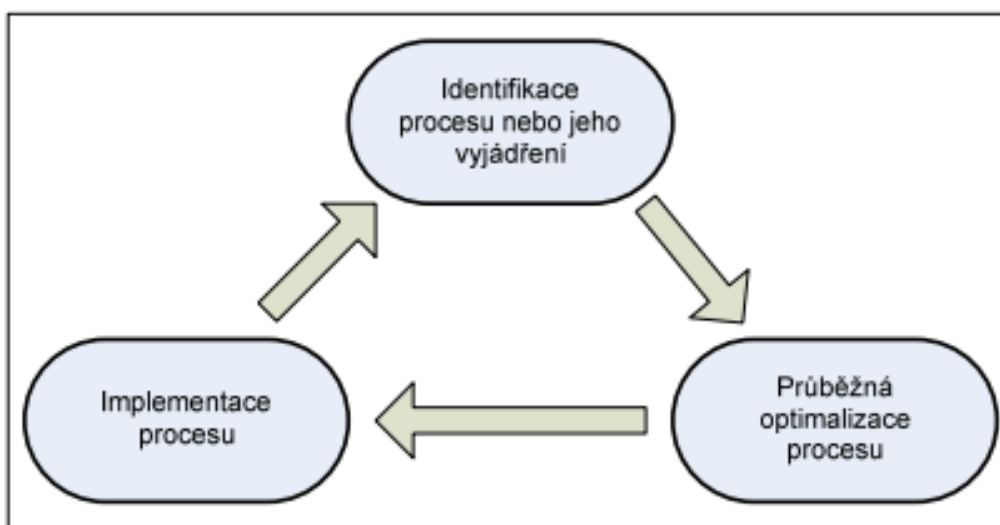 Identifikace
procesu nebo jeho
vyjádření
Implementace
procesu
Průběžná
optimalizace
procesu